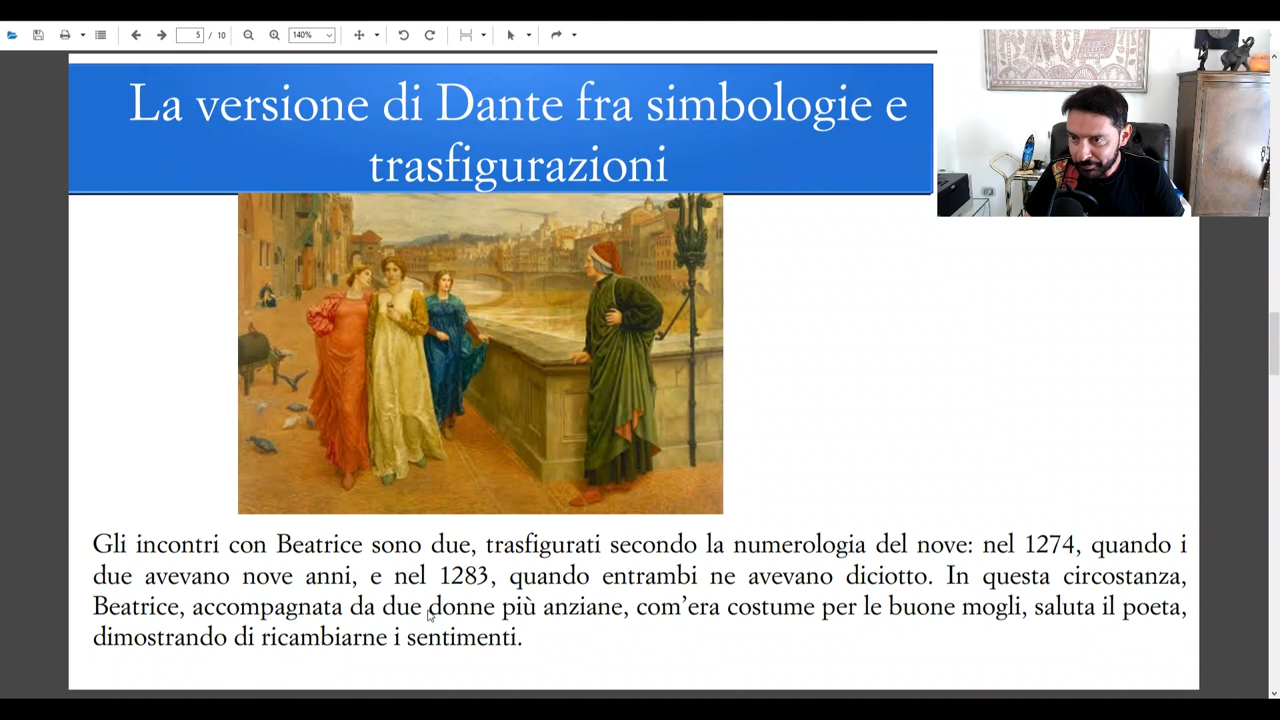 5 / 10
140%
La versione di Dante fra simbologie e
trasfigurazioni
Gli incontri con Beatrice sono due, trasfigurati secondo la numerologia del nove: nel 1274, quando i
due avevano nove anni, e nel 1283, quando entrambi ne avevano diciotto. In questa circostanza,
Beatrice, accompagnata da due donne più anziane, com’era costume per le buone mogli, saluta il poeta,
dimostrando di ricambiarne i sentimenti.